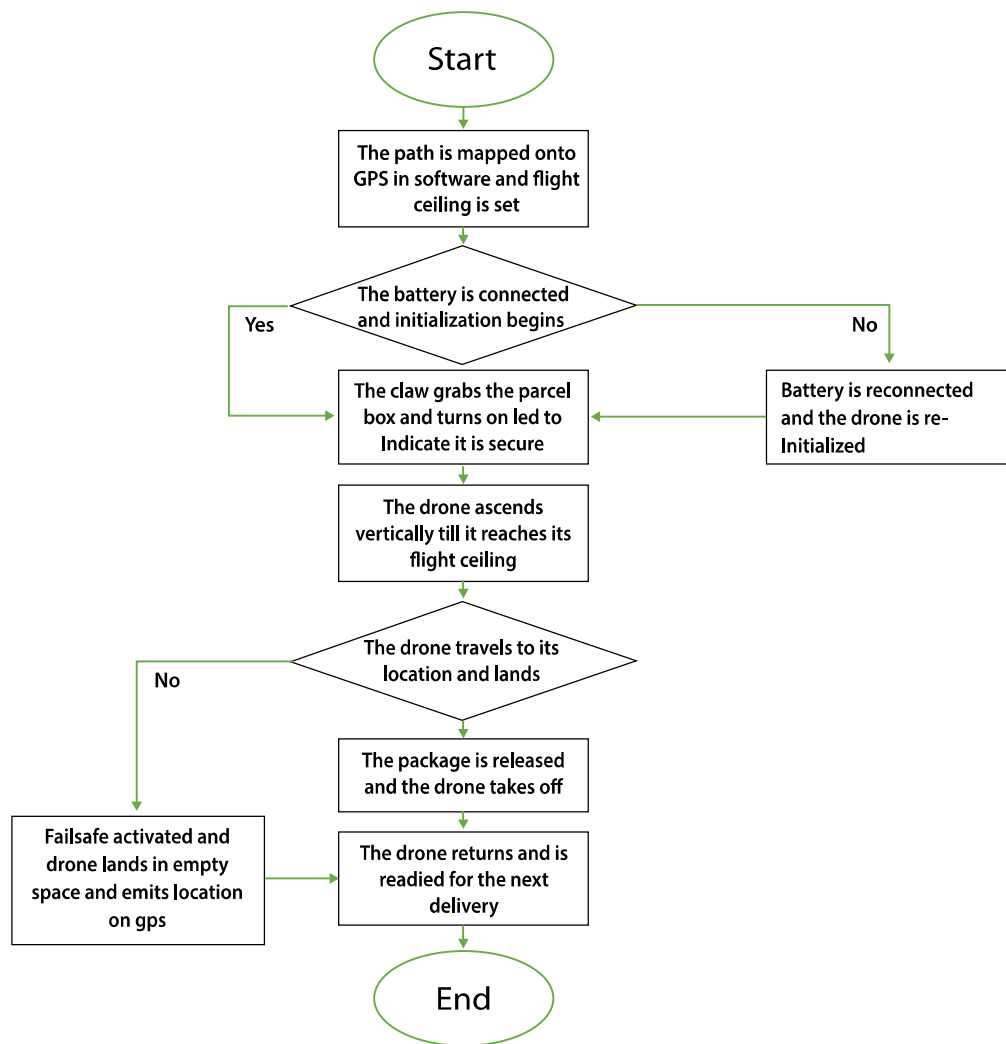 Start
The path is mapped onto
GPS in software and flight
ceiling is set
The battery is connected
and initialization begins
Yes
No
The claw grabs the parcel
box and turns on led to
Indicate it is secure
Battery is reconnected
and the drone is re-
Initialized
The drone ascends
vertically till it reaches its
flight ceiling
The drone travels to its
location and lands
No
The package is released
and the drone takes off
Failsafe activated and
drone lands in empty
space and emits location
on gps
The drone returns and is
readied for the next
delivery
End